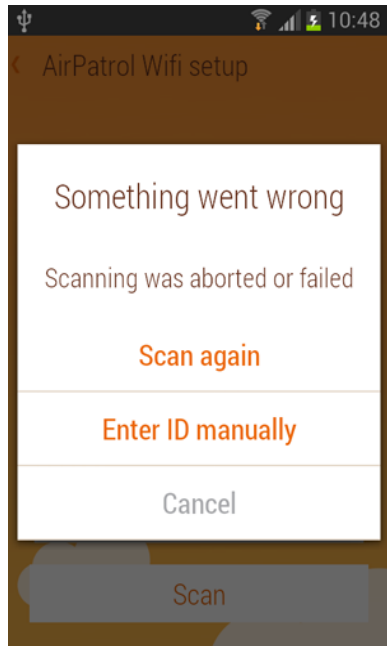 10:48
AirPatrol Wifi setup
Something went wrong
Scanning was aborted or failed
Scan again
Enter ID manually
Cancel
Scan